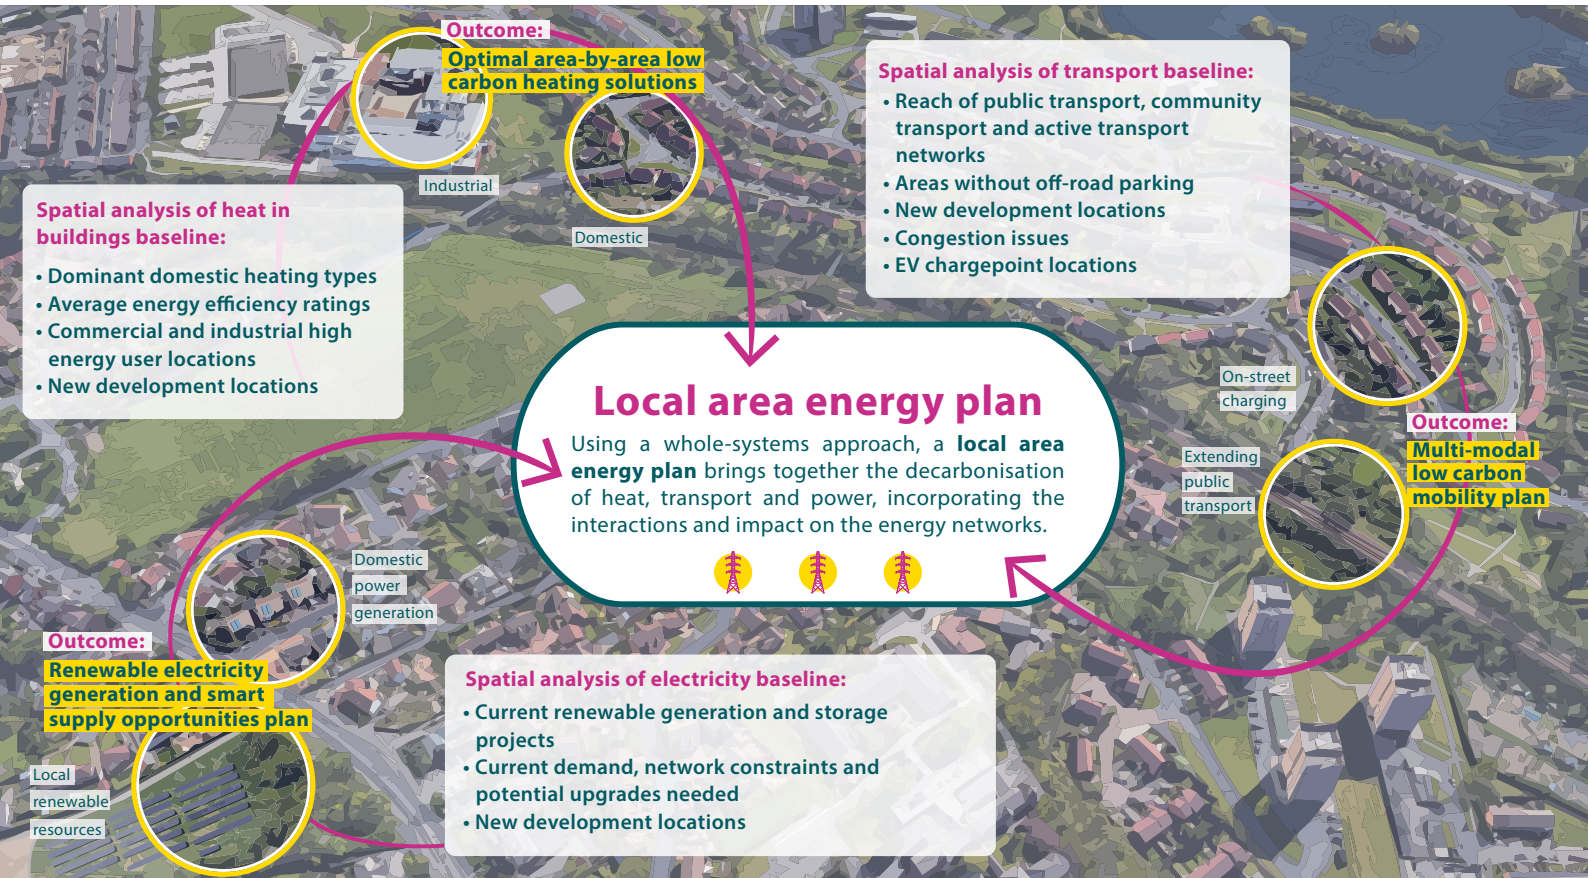 Outcome:
Optimal area-by-area low
carbon heating solutions
Industrial
Domestic
Spatial analysis of heat in
buildings baseline:
• Dominant domestic heating types
• Average energy efficiency ratings
• Commercial and industrial high
energy user locations
• New development locations
Spatial analysis of transport baseline:
• Reach of public transport, community
transport and active transport
networks
• Areas without off-road parking
• New development locations
• Congestion issues
• EV chargepoint locations
On-street
charging
Extending
public
transport
Outcome:
Multi-modal
low carbon
mobility plan
Local area energy plan
Using a whole-systems approach, a local area
energy plan brings together the decarbonisation
of heat, transport and power, incorporating the
interactions and impact on the energy networks.
Domestic
power
generation
Outcome:
Renewable electricity
generation and smart
supply opportunities plan
Local
renewable
resources
Spatial analysis of electricity baseline:
• Current renewable generation and storage
projects
• Current demand, network constraints and
potential upgrades needed
• New development locations